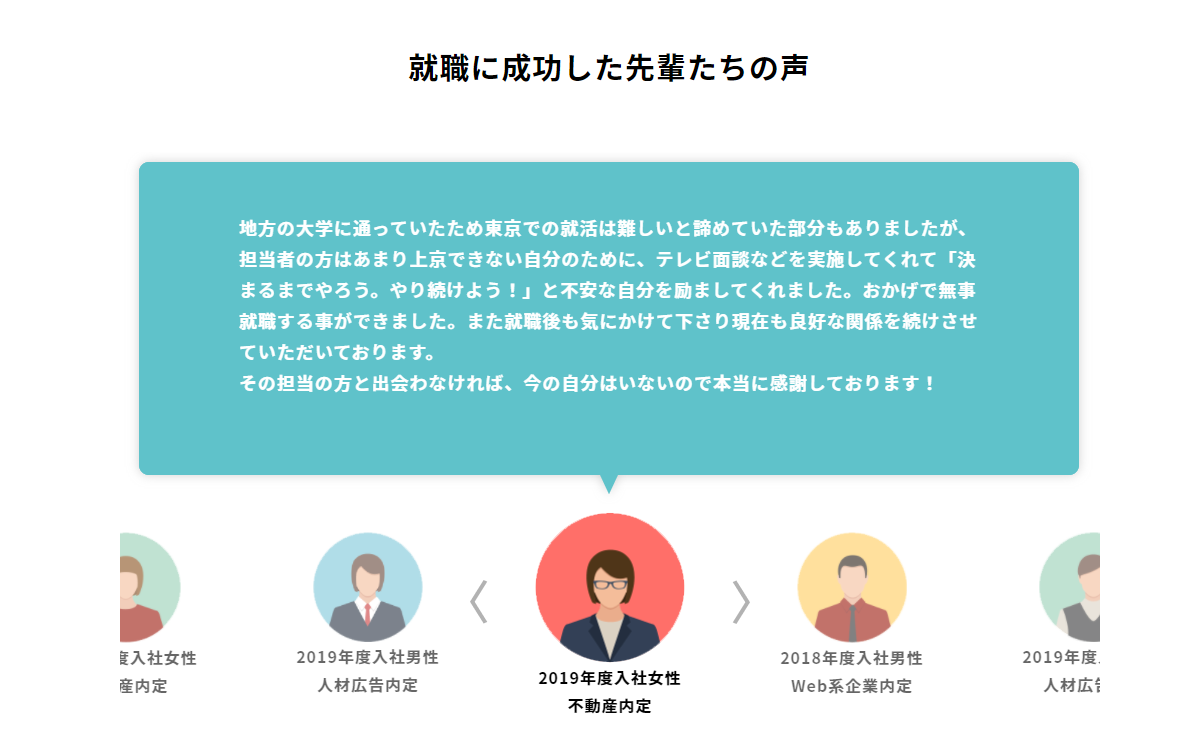 就職に成功した先輩たちの声
地方の大学に通っていたため東京での就活は難しいと諦めていた部分もありましたが、
担当者の方はあまり上京できない自分のために、テレビ面談などを実施してくれて「決
まるまでやろう。やり続けよう！」と不安な自分を励ましてくれました。おかげで無事
就職する事ができました。また就職後も気にかけて下さり現在も良好な関係を続けさせ
ていただいております。
その担当の方と出会わなければ、今の自分はいないので本当に感謝しております！
度入社女性
産内定
2019年度入社男性
人材広告内定
2019年度入社女性
不動産内定
2018年度入社男性
Web系企業内定
2019年度
人材